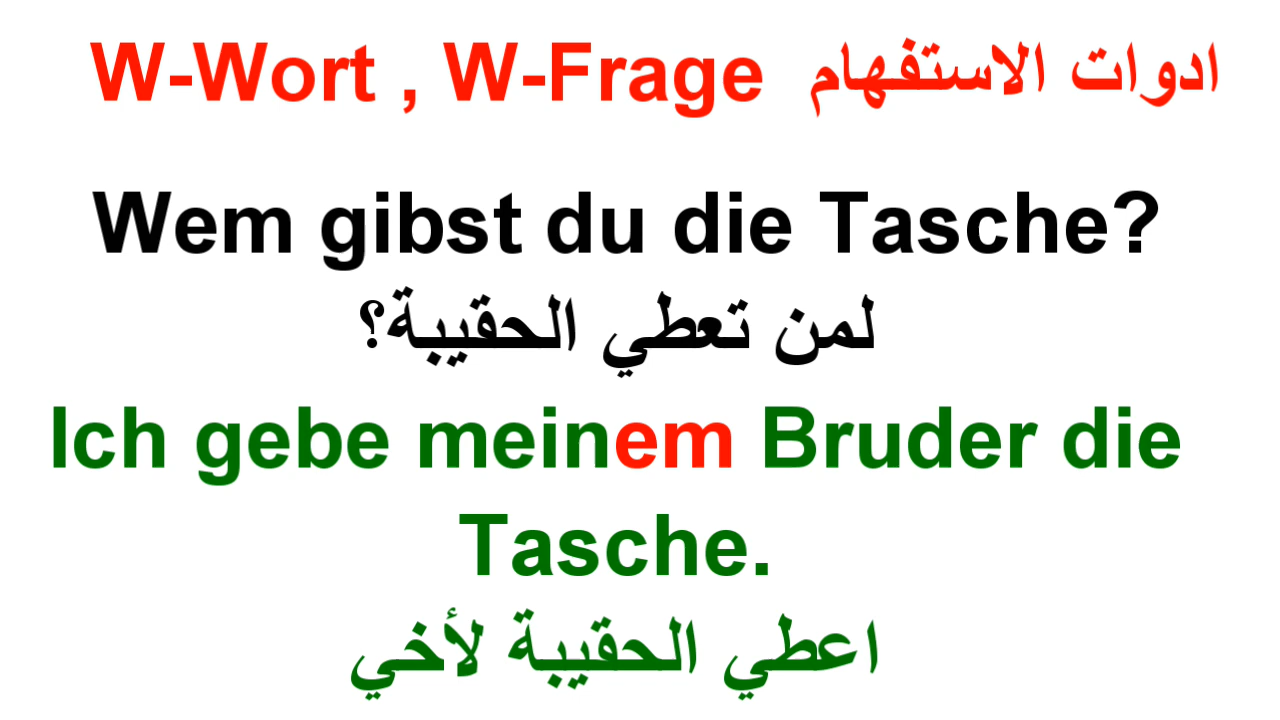 W-Wort , W-Frage ادوات الاستفهام
Wem gibst du die Tasche?
لمن تعطي الحقيبة؟
Ich gebe meinem Bruder die
Tasche.
اعطي الحقيبة لأخي